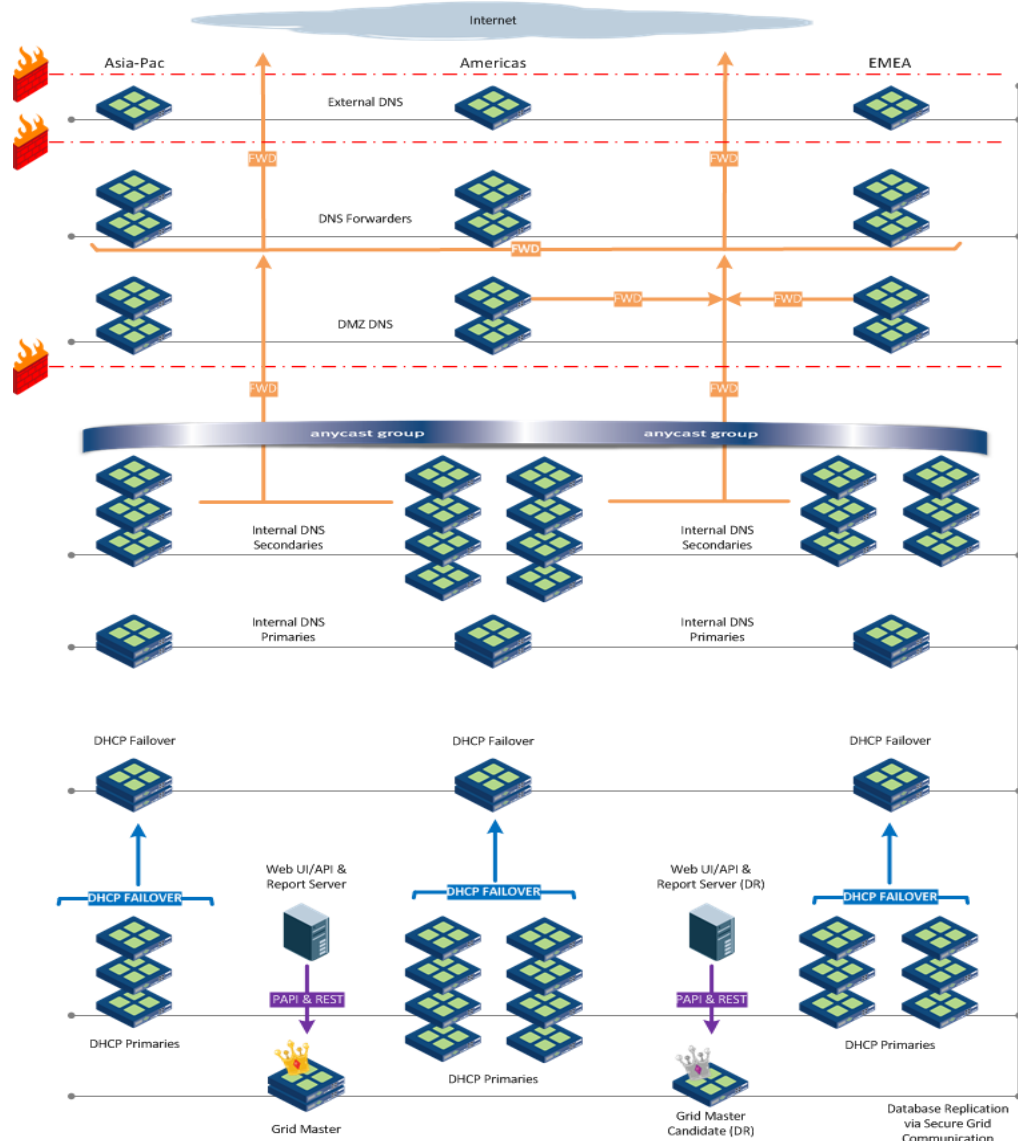 Internet
Asia-Pac
Americas
EMEA
External DNS
FWD
FWD
DNS Forwarders
FWD
FWD
FWD
DMZ DNS
FWD
FWD
anycast group
anycast group
Internal DNS
Secondaries
Internal DNS
Secondaries
Internal DNS
Primaries
Internal DNS
Primaries
DHCP Failover
DHCP Failover
DHCP Failover
Web UI/API &
Report Server
Web UI/API &
Report Server (DR)
DHCP FAILOVER
DHCP FAILOVER
DHCP FAILOVER
PAPI & REST
PAPI & REST
DHCP Primaries
DHCP Primaries
DHCP Primaries
Grid Master
Grid Master
Candidate (DR)
Database Replication
via Secure Grid
Communication